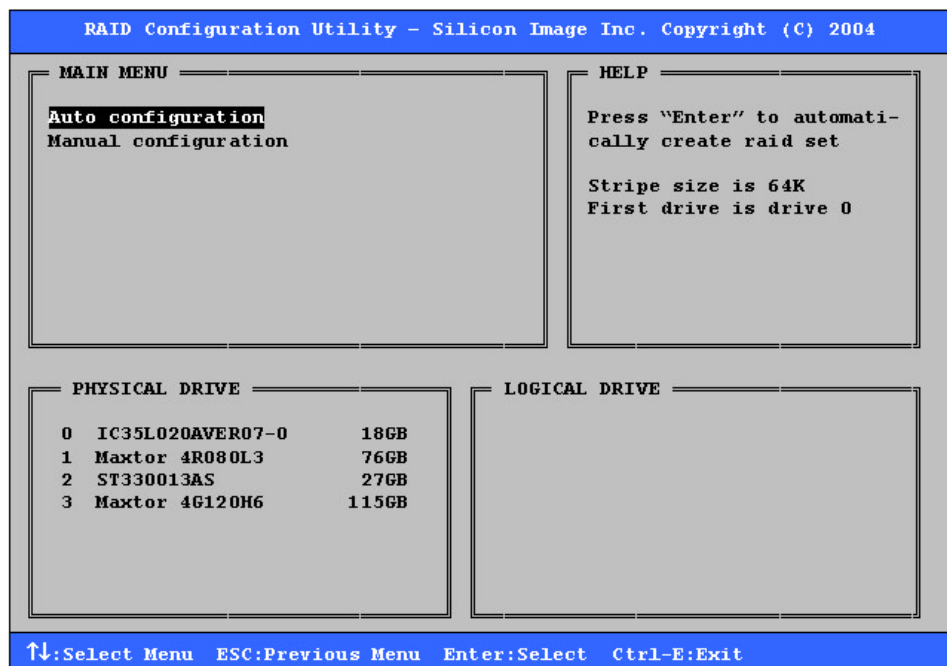 RAID Configuration Utility – Silicon Image Inc. Copyright (C) 2004
MAIN MENU
Auto configuration
Manual configuration
HELP
Press “Enter” to automati-
cally create raid set
Stripe size is 64K
First drive is drive 0
PHYSICAL DRIVE
0 IC35L020AVER07-0 18GB
1 Maxtor 4R080L3 76GB
2 ST330013AS 27GB
3 Maxtor 4G120H6 115GB
LOGICAL DRIVE
↑↓:Select Menu ESC:Previous Menu Enter:Select Ctrl-E:Exit